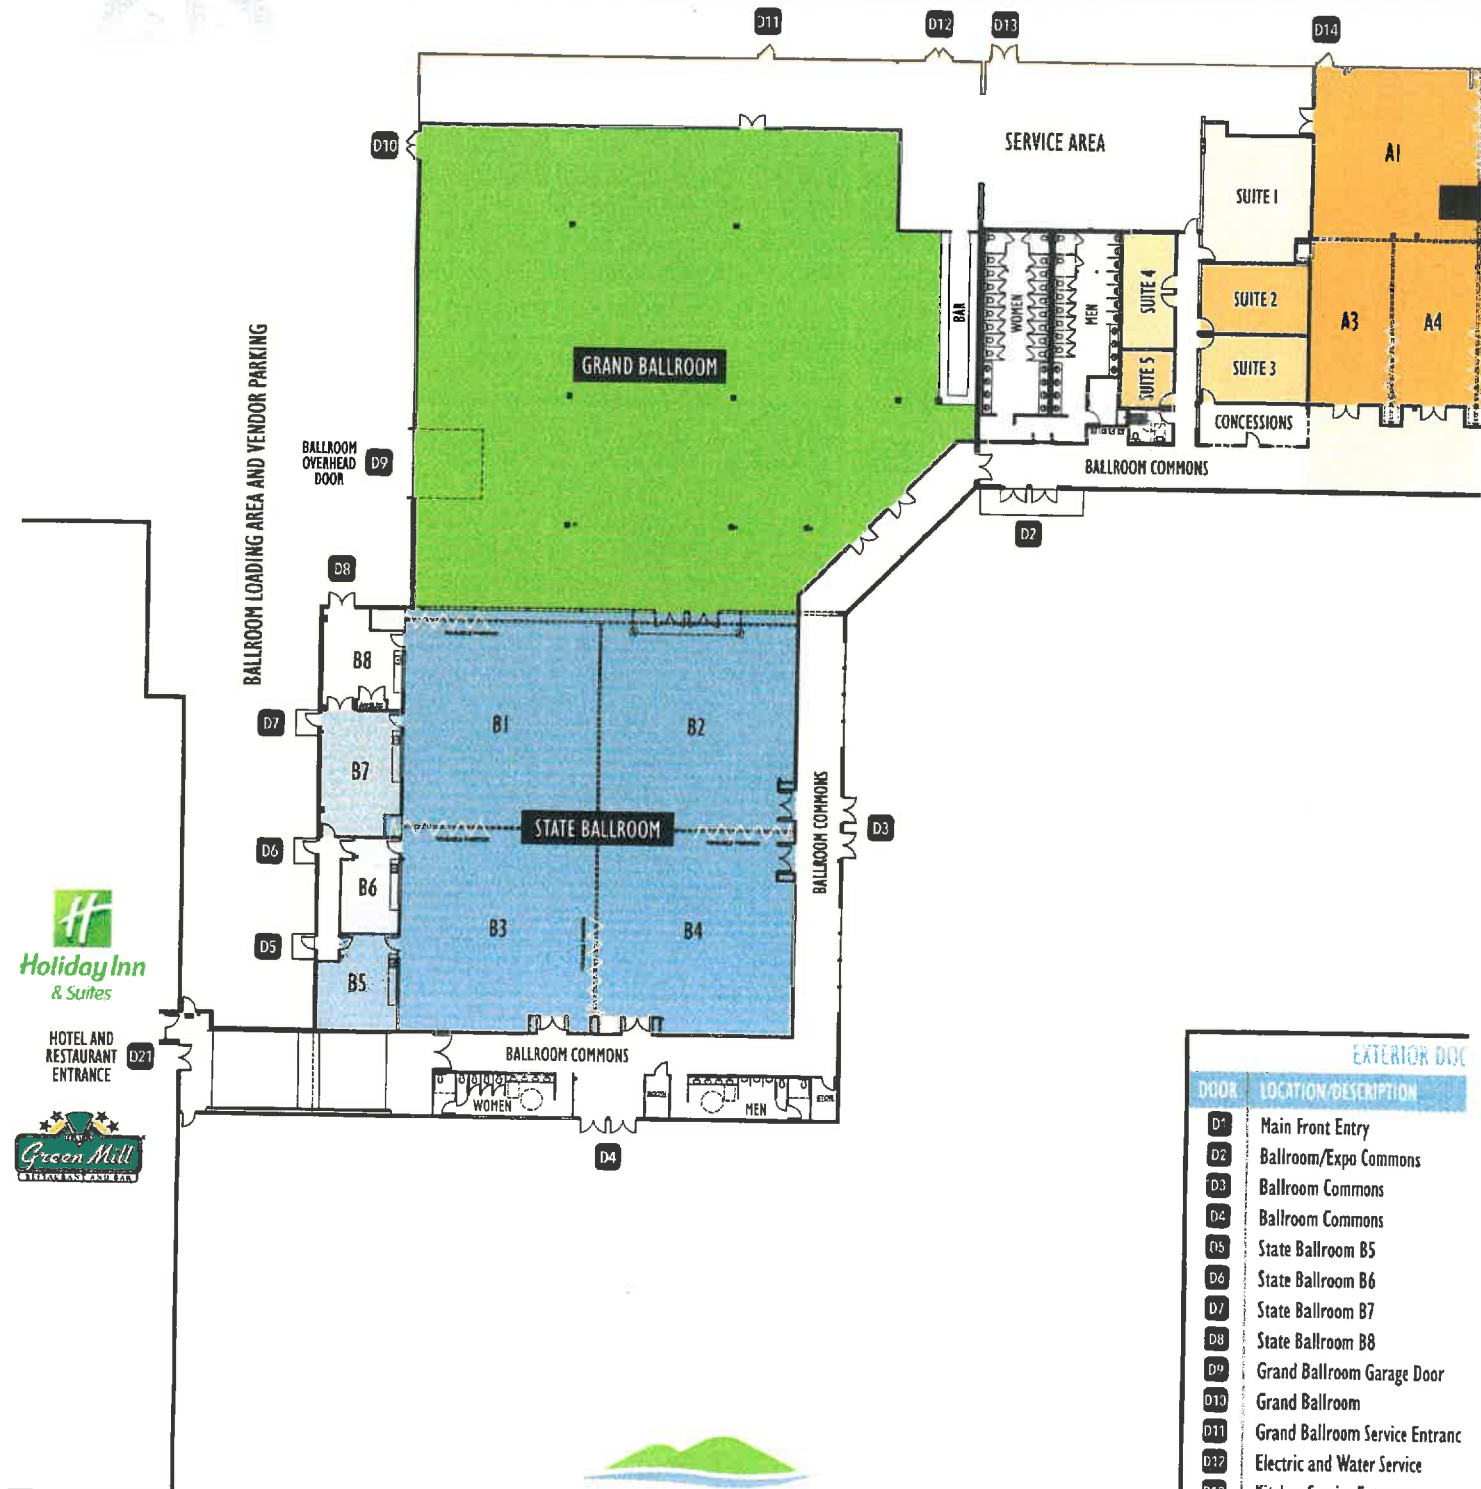 D11
D12
D13
D14
D10
SERVICE AREA
A1
SUITE 1
SUITE 2
SUITE 3
SUITE 4
SUITE 5
A3
A4
BAR
WOMEN
MEN
CONCESSIONS
GRAND BALLROOM
BALLROOM LOADING AREA AND VENDOR PARKING
BALLROOM
OVERHEAD
DOOR
D9
BALLROOM COMMONS
D2
D8
B8
D7
B7
B1
B2
STATE BALLROOM
BALLROOM COMMONS
D3
D6
B6
B3
B4
D5
B5
Holiday Inn
& Suites
HOTEL AND
RESTAURANT
ENTRANCE
D21
BALLROOM COMMONS
WOMEN
MEN
D4
Green Mill
RESTAURANT AND BAR
EXTERIOR DOO
DOOR LOCATION/DESCRIPTION
D1 Main Front Entry
D2 Ballroom/Expo Commons
D3 Ballroom Commons
D4 Ballroom Commons
D5 State Ballroom B5
D6 State Ballroom B6
D7 State Ballroom B7
D8 State Ballroom B8
D9 Grand Ballroom Garage Door
D10 Grand Ballroom
D11 Grand Ballroom Service Entranc
D12 Electric and Water Service